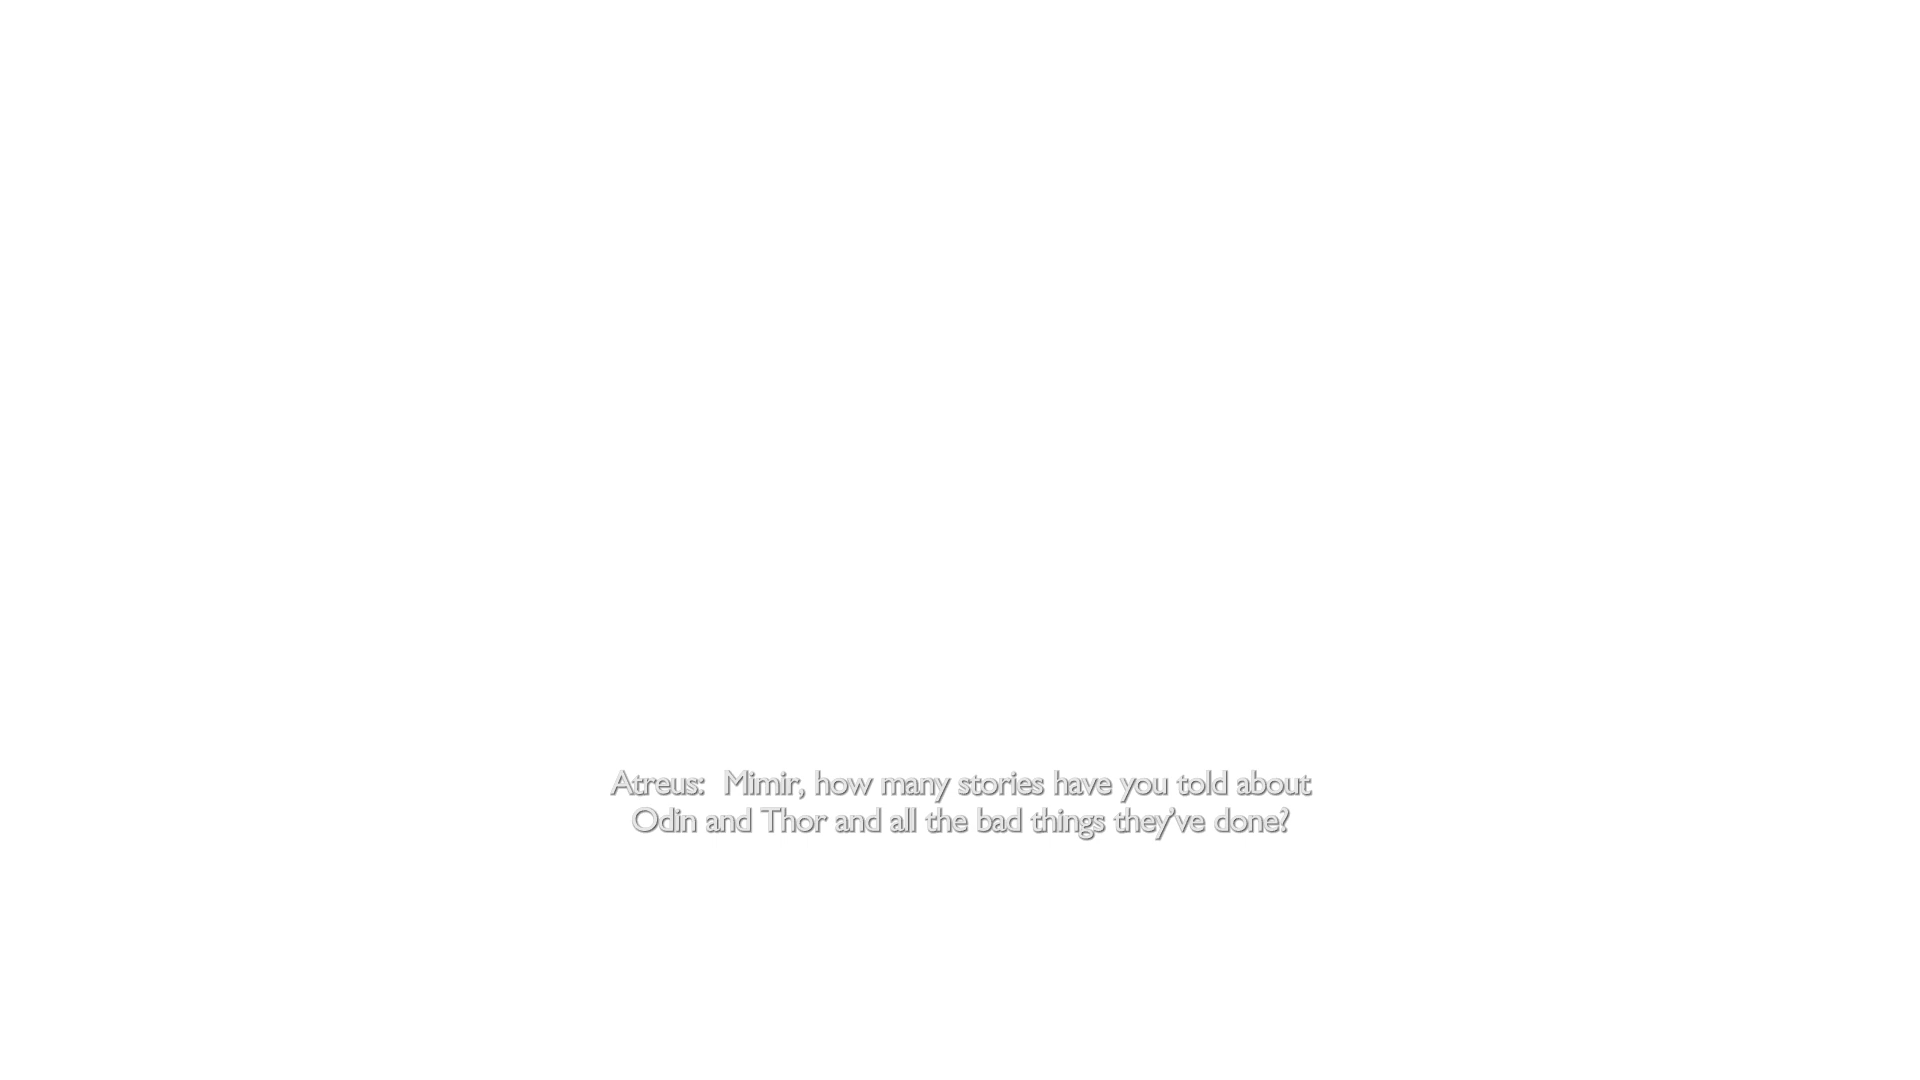 Atreus:  Mimir, how many stories have you told about
Odin and Thor and all the bad things they’ve done?